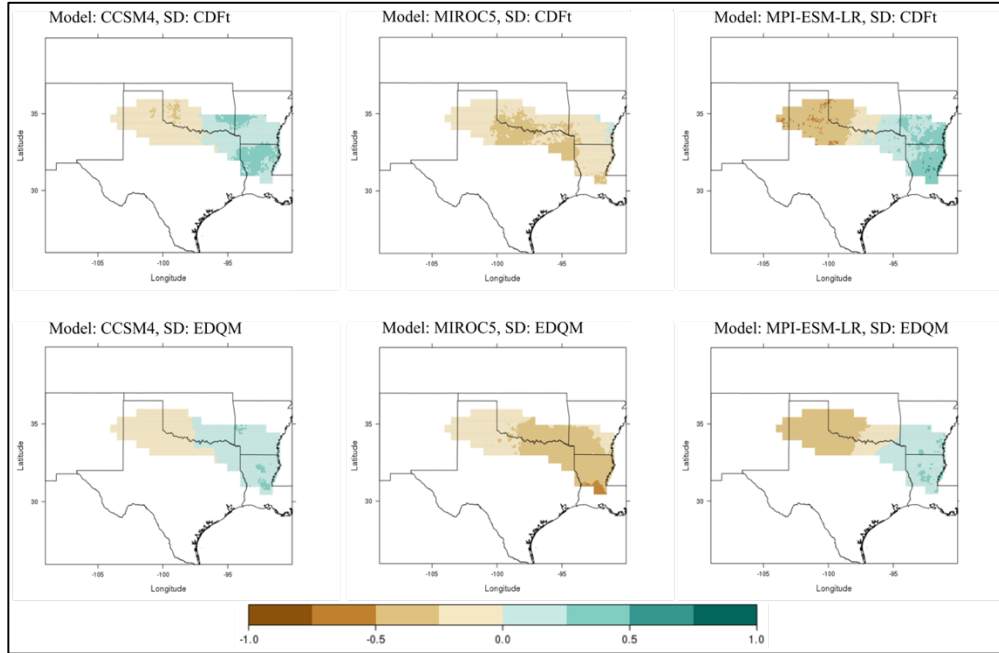 Model: CCSM4, SD: CDFt
Model: MIROC5, SD: CDFt
Model: MPI-ESM-LR, SD: CDFt
Latitude
35
30
-105
-100
-95
Longitude
Latitude
35
30
-105
-100
-95
Longitude
Latitude
35
30
-105
-100
-95
Longitude
Model: CCSM4, SD: EDQM
Model: MIROC5, SD: EDQM
Model: MPI-ESM-LR, SD: EDQM
Latitude
35
30
-105
-100
-95
Longitude
Latitude
35
30
-105
-100
-95
Longitude
Latitude
35
30
-105
-100
-95
Longitude
-1.0
-0.5
0.0
0.5
1.0